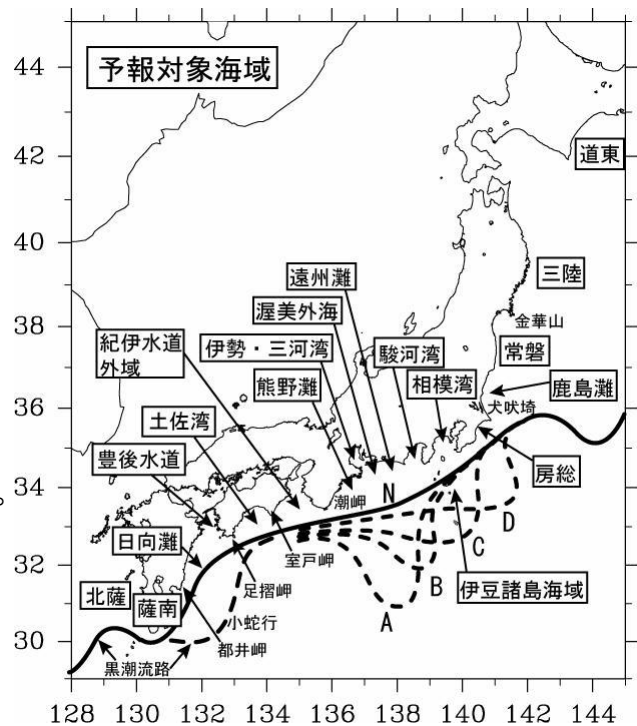 予報対象海域
44
42
40
38
36
34
32
30
128 130 132 134 136 138 140 142 144
道東
三陸
金華山
常磐
鹿島灘
犬吠埼
房総
遠州灘
渥美外海
伊勢・三河湾
熊野灘
紀伊水道
外域
駿河湾
相模湾
土佐湾
豊後水道
日向灘
北薩
薩南
潮岬
室戸岬
足摺岬
都井岬
小蛇行
黒潮流路
伊豆諸島海域
N
A
B
C
D